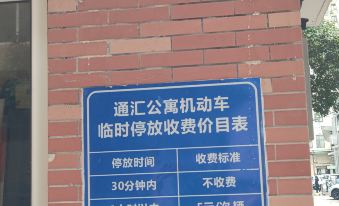 通汇公寓机动车
临时停放收费价目表
停放时间 收费标准
30分钟内 不收费